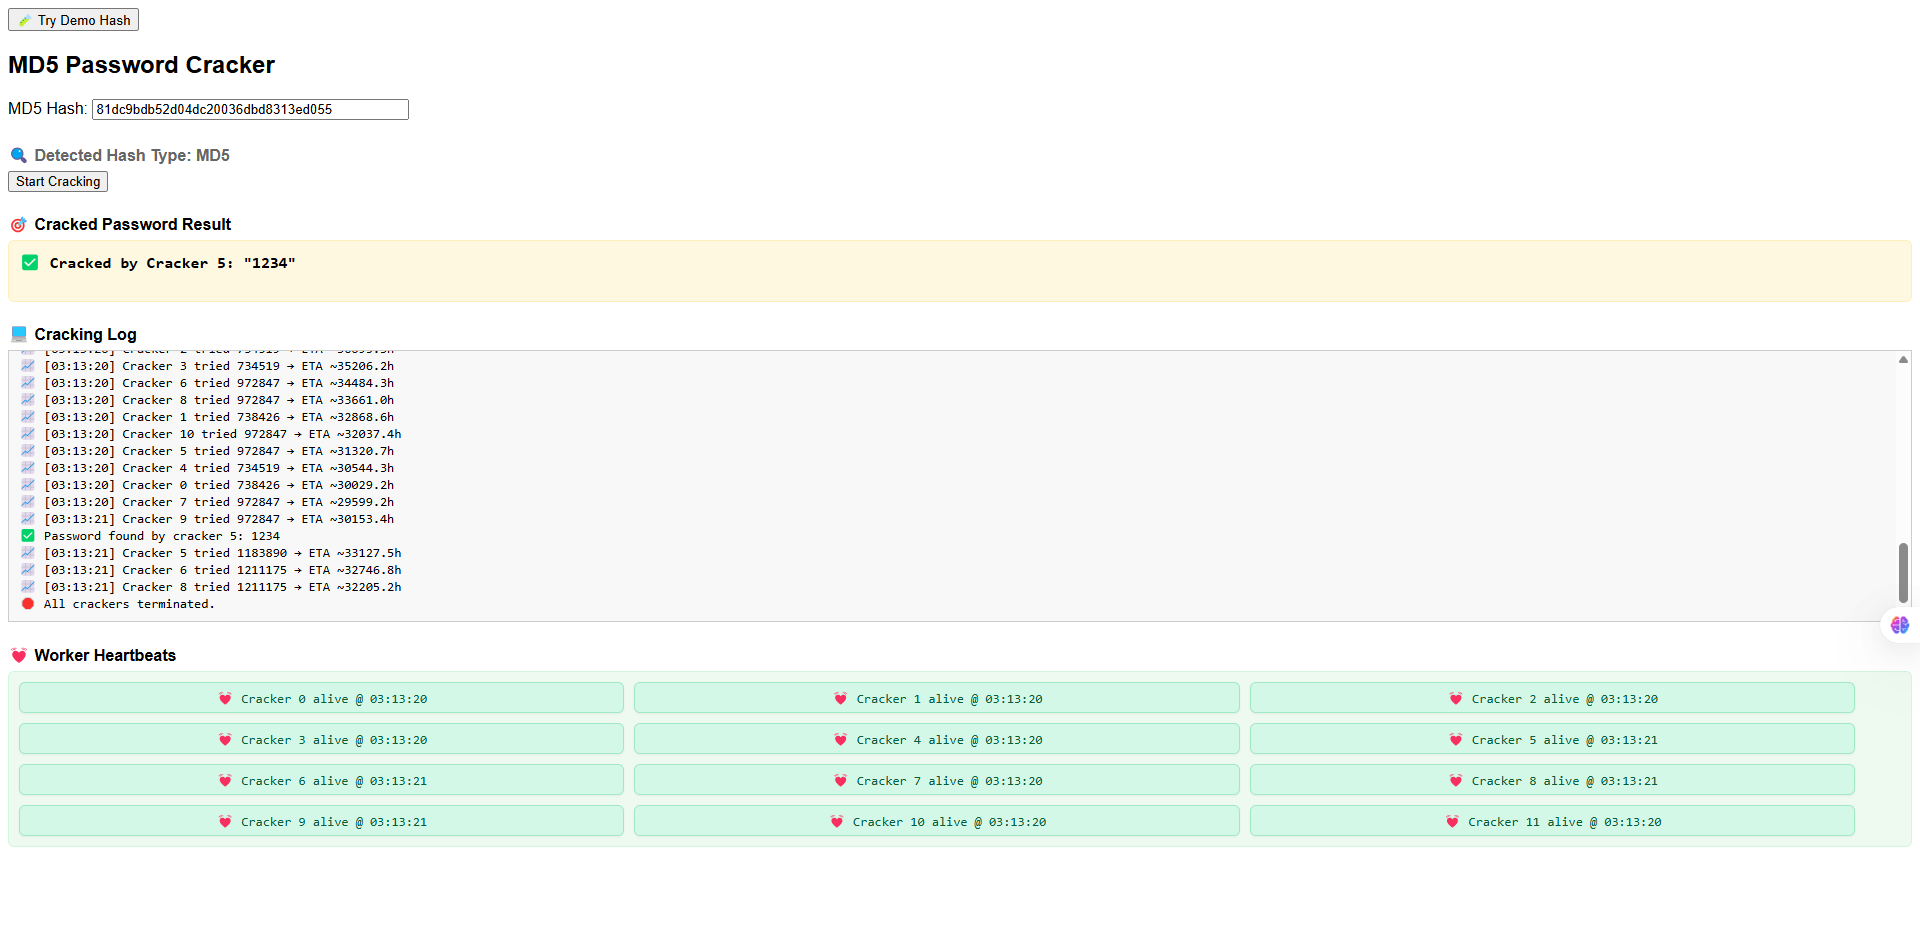 Try Demo Hash
MD5 Password Cracker
MD5 Hash: 81dc9bdb52d04dc20036dbd8313ed055
Detected Hash Type: MD5
Start Cracking
Cracked Password Result
Cracked by Cracker 5: "1234"
Cracking Log
[03:13:20] Cracker 3 tried 734519 → ETA ~35206.2h
[03:13:20] Cracker 6 tried 972847 → ETA ~34484.3h
[03:13:20] Cracker 8 tried 972847 → ETA ~33661.0h
[03:13:20] Cracker 1 tried 738426 → ETA ~32868.6h
[03:13:20] Cracker 10 tried 972847 → ETA ~32037.4h
[03:13:20] Cracker 5 tried 972847 → ETA ~31320.7h
[03:13:20] Cracker 4 tried 734519 → ETA ~30544.3h
[03:13:20] Cracker 0 tried 738426 → ETA ~30029.2h
[03:13:20] Cracker 7 tried 972847 → ETA ~29599.2h
[03:13:21] Cracker 9 tried 972847 → ETA ~30153.4h
Password found by cracker 5: 1234
[03:13:21] Cracker 5 tried 1183890 → ETA ~33127.5h
[03:13:21] Cracker 6 tried 1211175 → ETA ~32746.8h
[03:13:21] Cracker 8 tried 1211175 → ETA ~32205.2h
All crackers terminated.
Worker Heartbeats
Cracker 0 alive @ 03:13:20
Cracker 1 alive @ 03:13:20
Cracker 2 alive @ 03:13:20
Cracker 3 alive @ 03:13:20
Cracker 4 alive @ 03:13:20
Cracker 5 alive @ 03:13:21
Cracker 6 alive @ 03:13:21
Cracker 7 alive @ 03:13:20
Cracker 8 alive @ 03:13:21
Cracker 9 alive @ 03:13:21
Cracker 10 alive @ 03:13:20
Cracker 11 alive @ 03:13:20